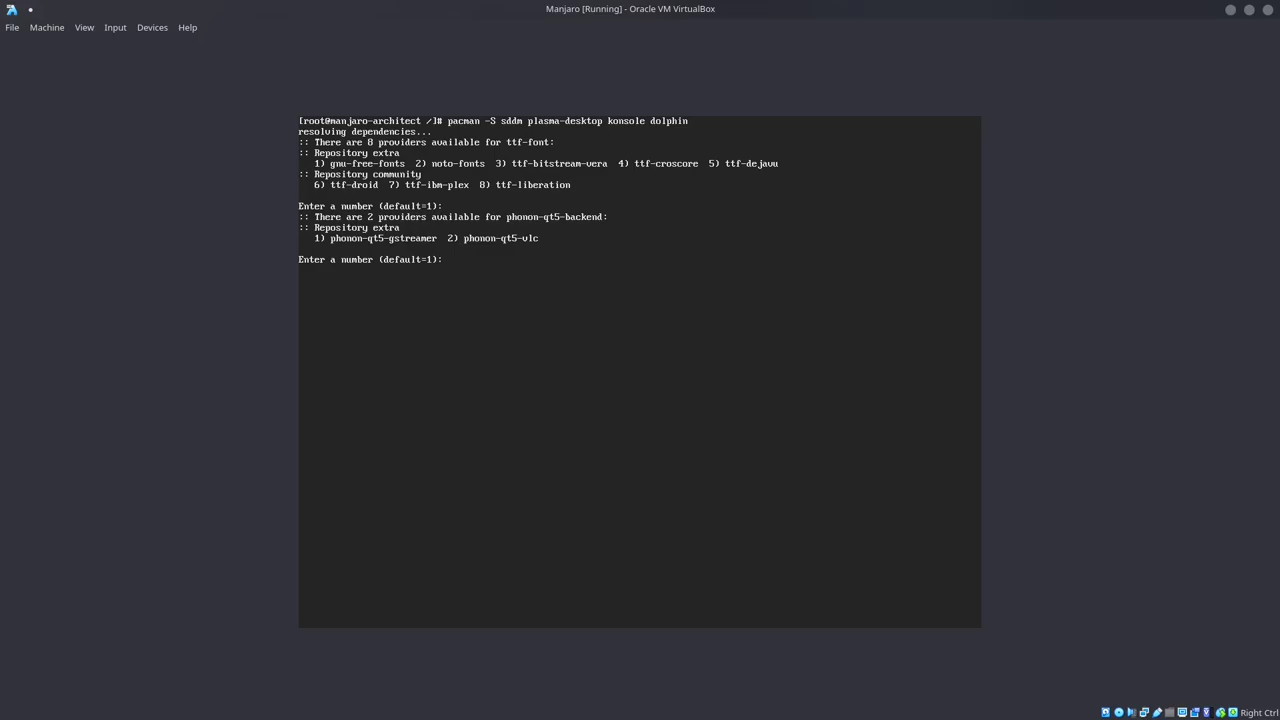 Manjaro [Running] - Oracle VM VirtualBox
File Machine View Input Devices Help
[root@manjaro-architect /]# pacman -S sddm plasma-desktop konsole dolphin
resolving dependencies...
:: There are 8 providers available for ttf-font:
:: Repository extra
   1) gnu-free-fonts  2) noto-fonts  3) ttf-bitstream-vera  4) ttf-croscore  5) ttf-dejavu
:: Repository community
   6) ttf-droid  7) ttf-ibm-plex  8) ttf-liberation
Enter a number (default=1):
:: There are 2 providers available for phonon-qt5-backend:
:: Repository extra
   1) phonon-qt5-gstreamer  2) phonon-qt5-vlc
Enter a number (default=1):
Right Ctrl